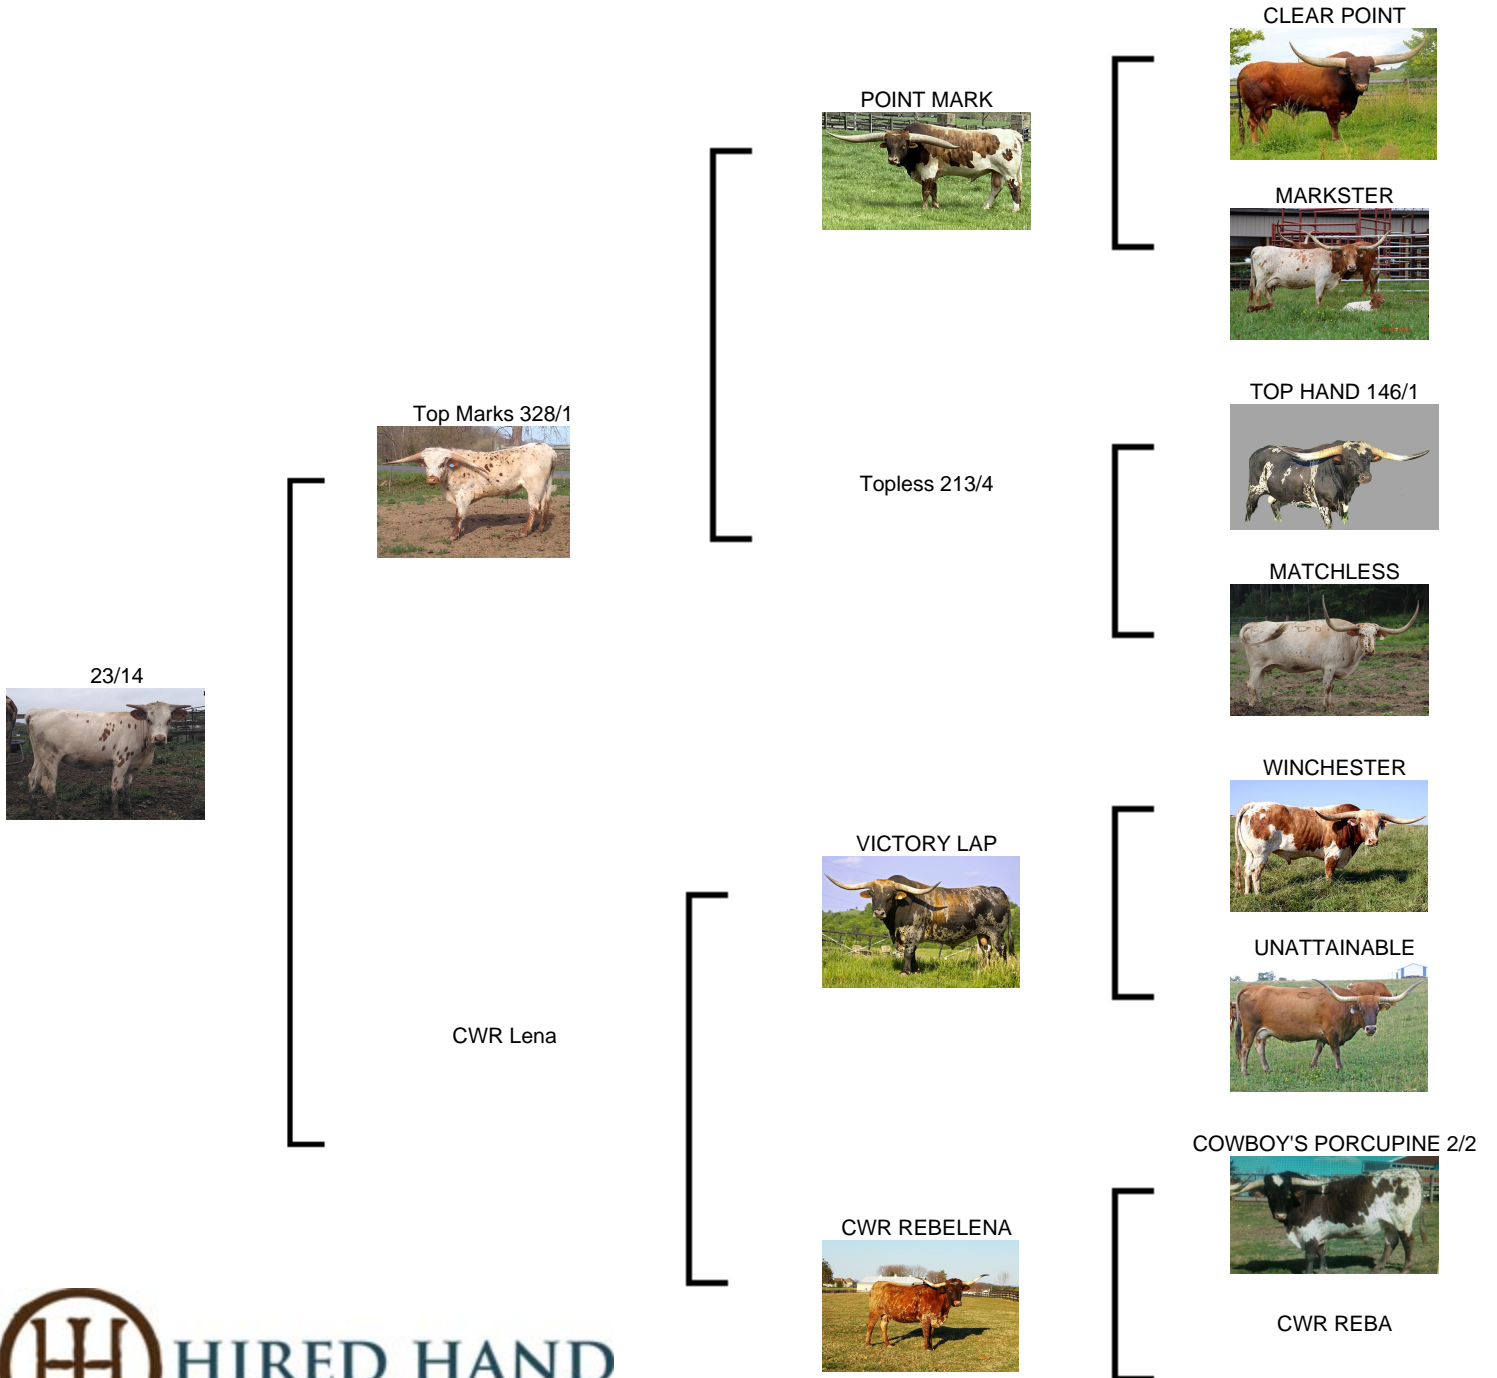 CLEAR POINT
POINT MARK
MARKSTER
TOP HAND 146/1
Top Marks 328/1
Topless 213/4
MATCHLESS
23/14
WINCHESTER
VICTORY LAP
UNATTAINABLE
CWR Lena
COWBOY'S PORCUPINE 2/2
CWR REBELENA
CWR REBA
HIRED HAND